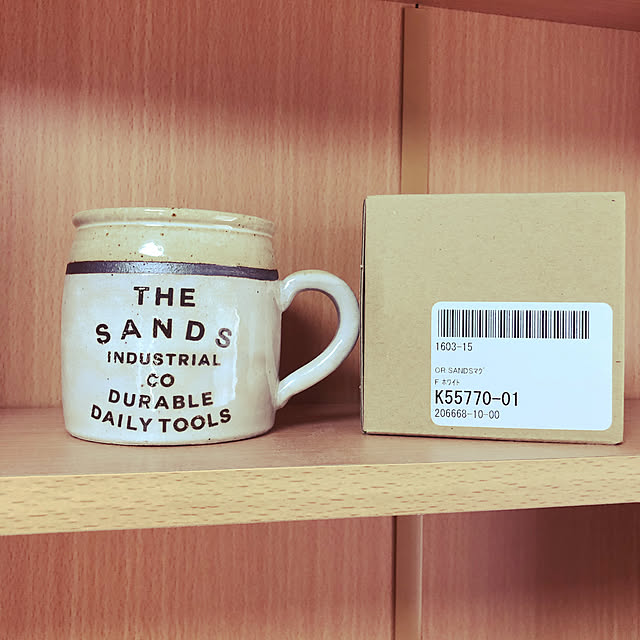 THE
SANDS
INDUSTRIAL
.CO
DURABLE
DAILY TOOLS
1603-15
OR SANDSﾏｸﾞ
F ﾎﾜｲﾄ
K55770-01
206668-10-00